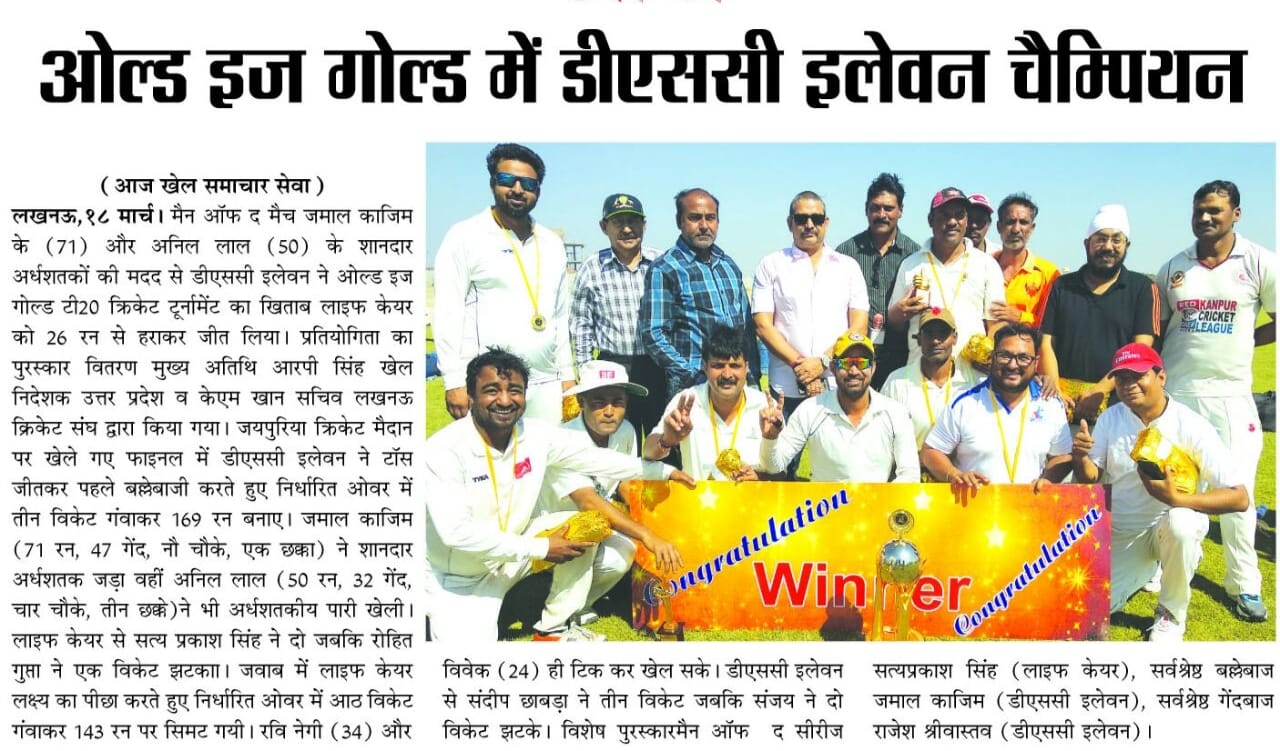 ओल्ड इज गोल्ड में डीएससी इलेवन चैम्पियन
( आज खेल समाचार सेवा )
लखनऊ,१८ मार्च। मैन ऑफ द मैच जमाल काजिम
के (71) और अनिल लाल (50) के शानदार
अर्धशतकों की मदद से डीएससी इलेवन ने ओल्ड इज
गोल्ड टी20 क्रिकेट टूर्नामेंट का खिताब लाइफ केयर
को 26 रन से हराकर जीत लिया। प्रतियोगिता का
पुरस्कार वितरण मुख्य अतिथि आरपी सिंह खेल
निदेशक उत्तर प्रदेश व केएम खान सचिव लखनऊ
क्रिकेट संघ द्वारा किया गया। जयपुरिया क्रिकेट मैदान
पर खेले गए फाइनल में डीएससी इलेवन ने टॉस
जीतकर पहले बल्लेबाजी करते हुए निर्धारित ओवर में
तीन विकेट गंवाकर 169 रन बनाए। जमाल काजिम
(71 रन, 47 गेंद, नौ चौके, एक छक्का) ने शानदार
अर्धशतक जड़ा वहीं अनिल लाल (50 रन, 32 गेंद,
चार चौके, तीन छक्के)ने भी अर्धशतकीय पारी खेली।
लाइफ केयर से सत्य प्रकाश सिंह ने दो जबकि रोहित
गुप्ता ने एक विकेट झटकाा। जवाब में लाइफ केयर
लक्ष्य का पीछा करते हुए निर्धारित ओवर में आठ विकेट
गंवाकर 143 रन पर सिमट गयी। रवि नेगी (34) और
KANPUR
CRICKET
LEAGUE
Congratulation
Winner
Congratulation
विवेक (24) ही टिक कर खेल सके। डीएससी इलेवन
से संदीप छाबड़ा ने तीन विकेट जबकि संजय ने दो
विकेट झटके। विशेष पुरस्कारमैन ऑफ द सीरीज
सत्यप्रकाश सिंह (लाइफ केयर), सर्वश्रेष्ठ बल्लेबाज
जमाल काजिम (डीएससी इलेवन), सर्वश्रेष्ठ गेंदबाज
राजेश श्रीवास्तव (डीएससी इलेवन)।